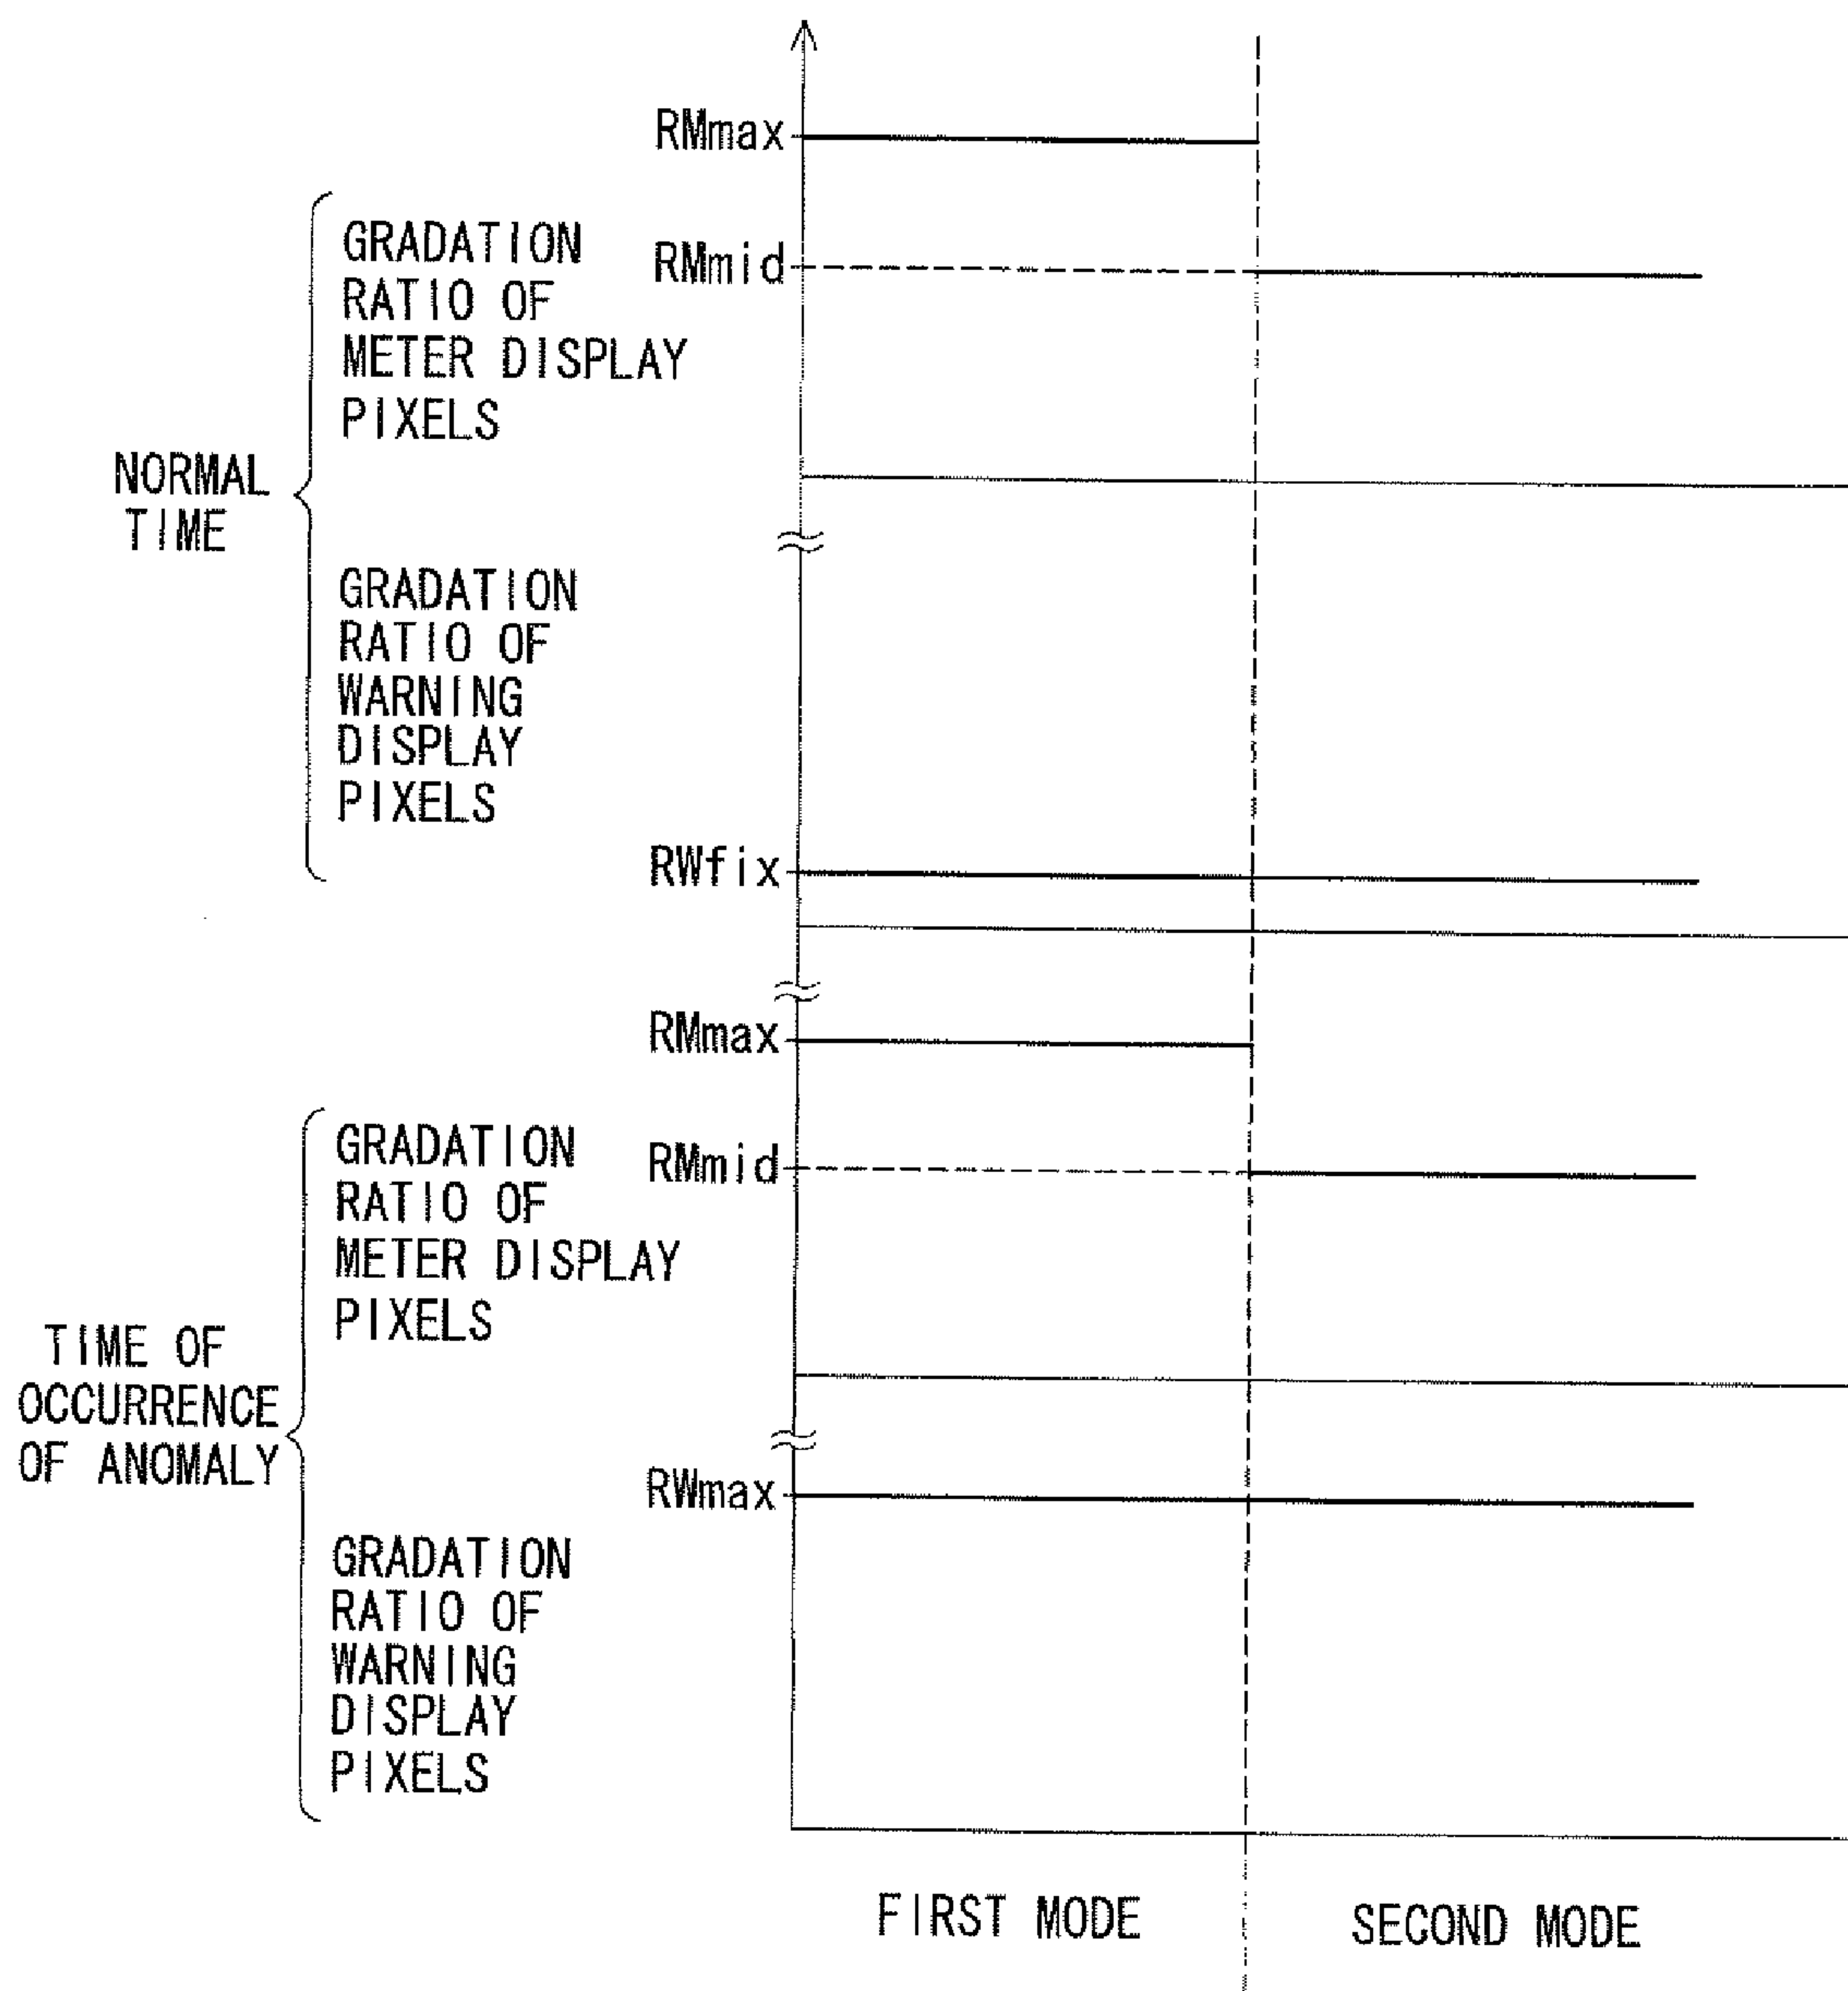 RMmax
GRADATION
RATIO OF
METER DISPLAY
PIXELS
RMmid
NORMAL
TIME
GRADATION
RATIO OF
WARNING
DISPLAY
PIXELS
RWfix
RMmax
GRADATION
RATIO OF
METER DISPLAY
PIXELS
RMmid
TIME OF
OCCURRENCE
OF ANOMALY
RWmax
GRADATION
RATIO OF
WARNING
DISPLAY
PIXELS
FIRST MODE
SECOND MODE